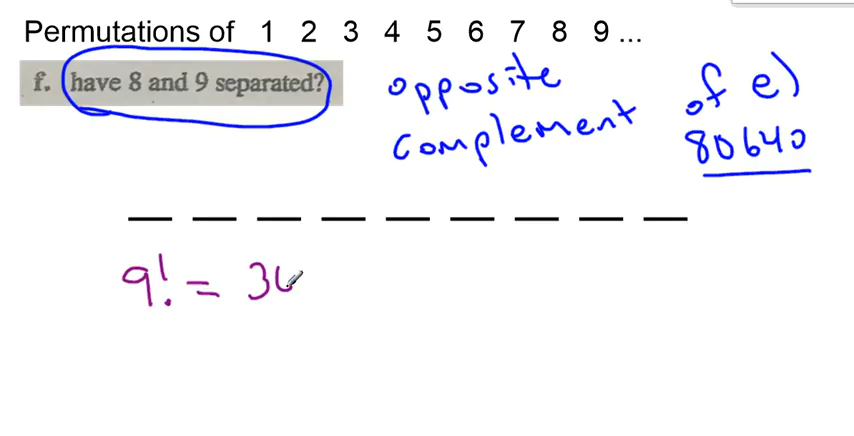 Permutations of 1 2 3 4 5 6 7 8 9 ...
f. have 8 and 9 separated?
opposite of e)
complement 80640
9! = 36